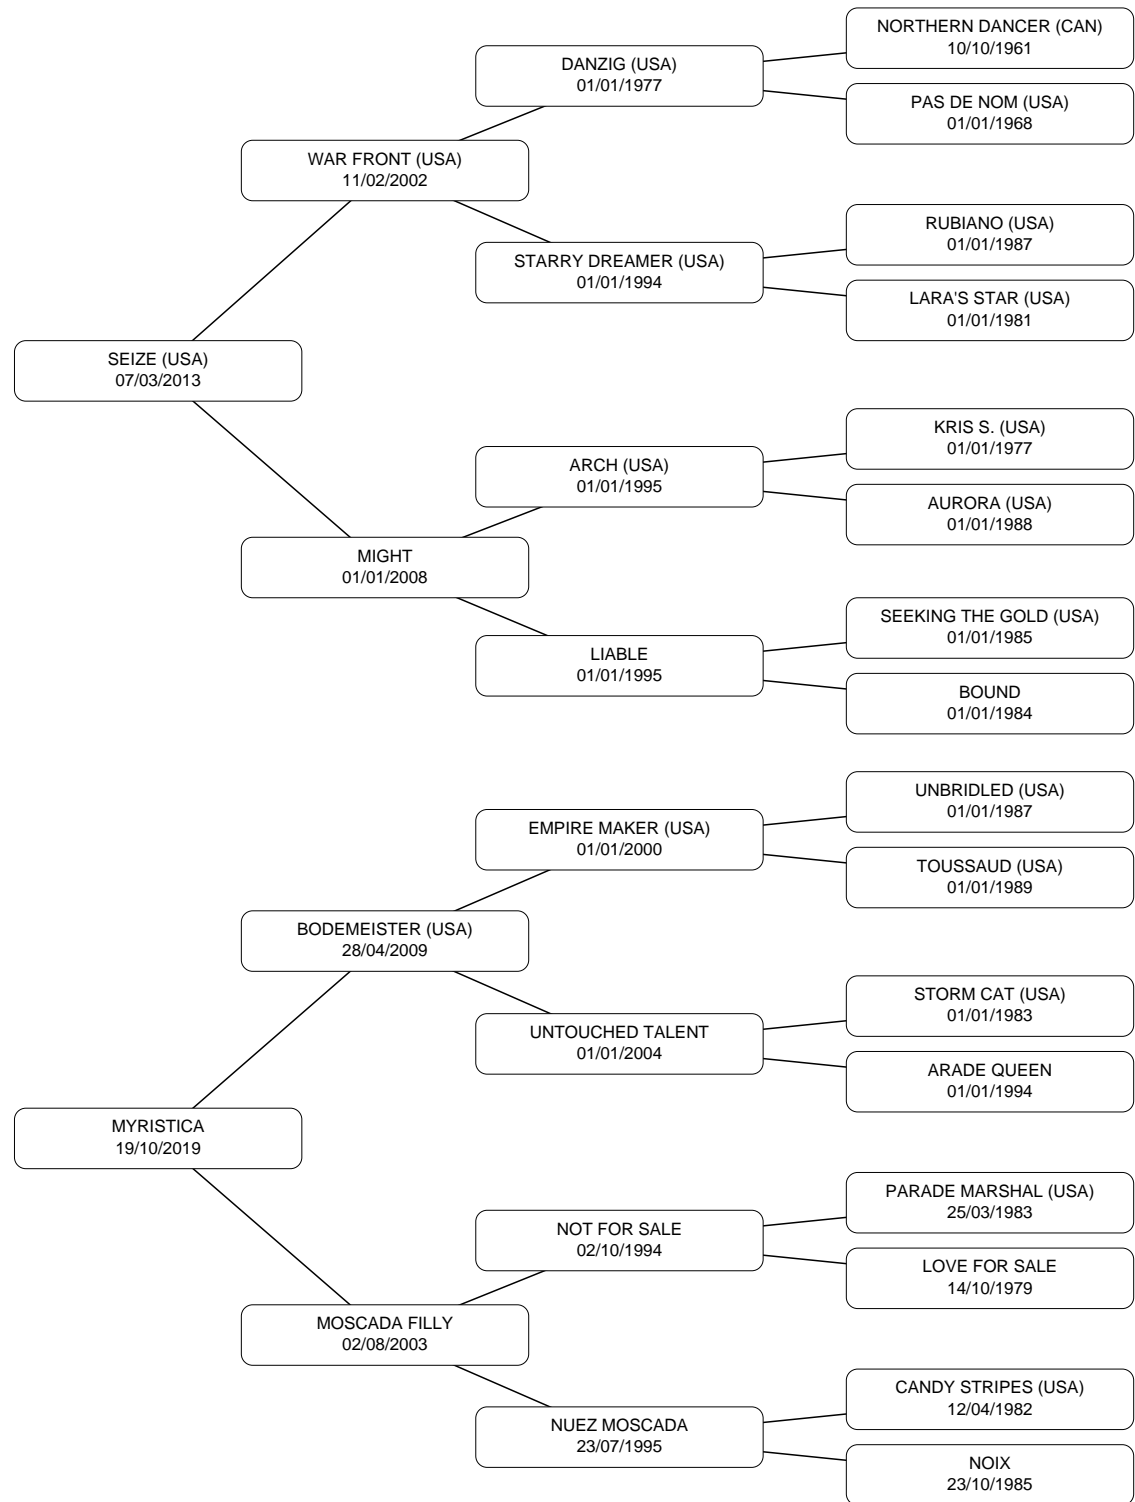 NORTHERN DANCER (CAN)
10/10/1961
DANZIG (USA)
01/01/1977
PAS DE NOM (USA)
01/01/1968
WAR FRONT (USA)
11/02/2002
RUBIANO (USA)
01/01/1987
STARRY DREAMER (USA)
01/01/1994
LARA'S STAR (USA)
01/01/1981
SEIZE (USA)
07/03/2013
KRIS S. (USA)
01/01/1977
ARCH (USA)
01/01/1995
AURORA (USA)
01/01/1988
MIGHT
01/01/2008
SEEKING THE GOLD (USA)
01/01/1985
LIABLE
01/01/1995
BOUND
01/01/1984
UNBRIDLED (USA)
01/01/1987
EMPIRE MAKER (USA)
01/01/2000
TOUSSAUD (USA)
01/01/1989
BODEMEISTER (USA)
28/04/2009
STORM CAT (USA)
01/01/1983
UNTOUCHED TALENT
01/01/2004
ARADE QUEEN
01/01/1994
MYRISTICA
19/10/2019
PARADE MARSHAL (USA)
25/03/1983
NOT FOR SALE
02/10/1994
LOVE FOR SALE
14/10/1979
MOSCADA FILLY
02/08/2003
CANDY STRIPES (USA)
12/04/1982
NUEZ MOSCADA
23/07/1995
NOIX
23/10/1985